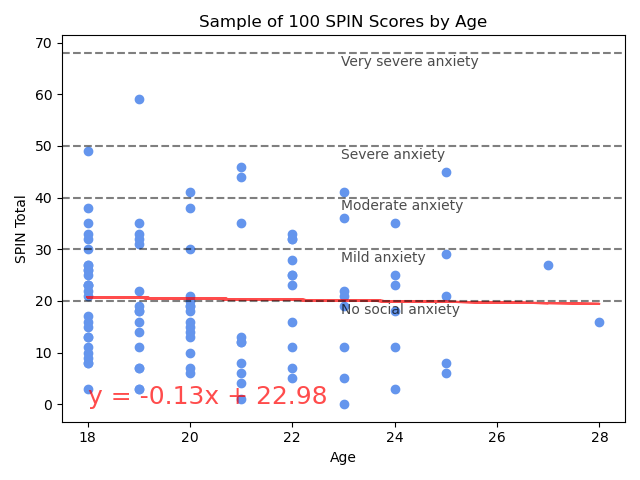 Sample of 100 SPIN Scores by Age
SPIN Total
70
60
50
40
30
20
10
0
Very severe anxiety
Severe anxiety
Moderate anxiety
Mild anxiety
No social anxiety
y = -0.13x + 22.98
18 20 22 24 26 28
Age